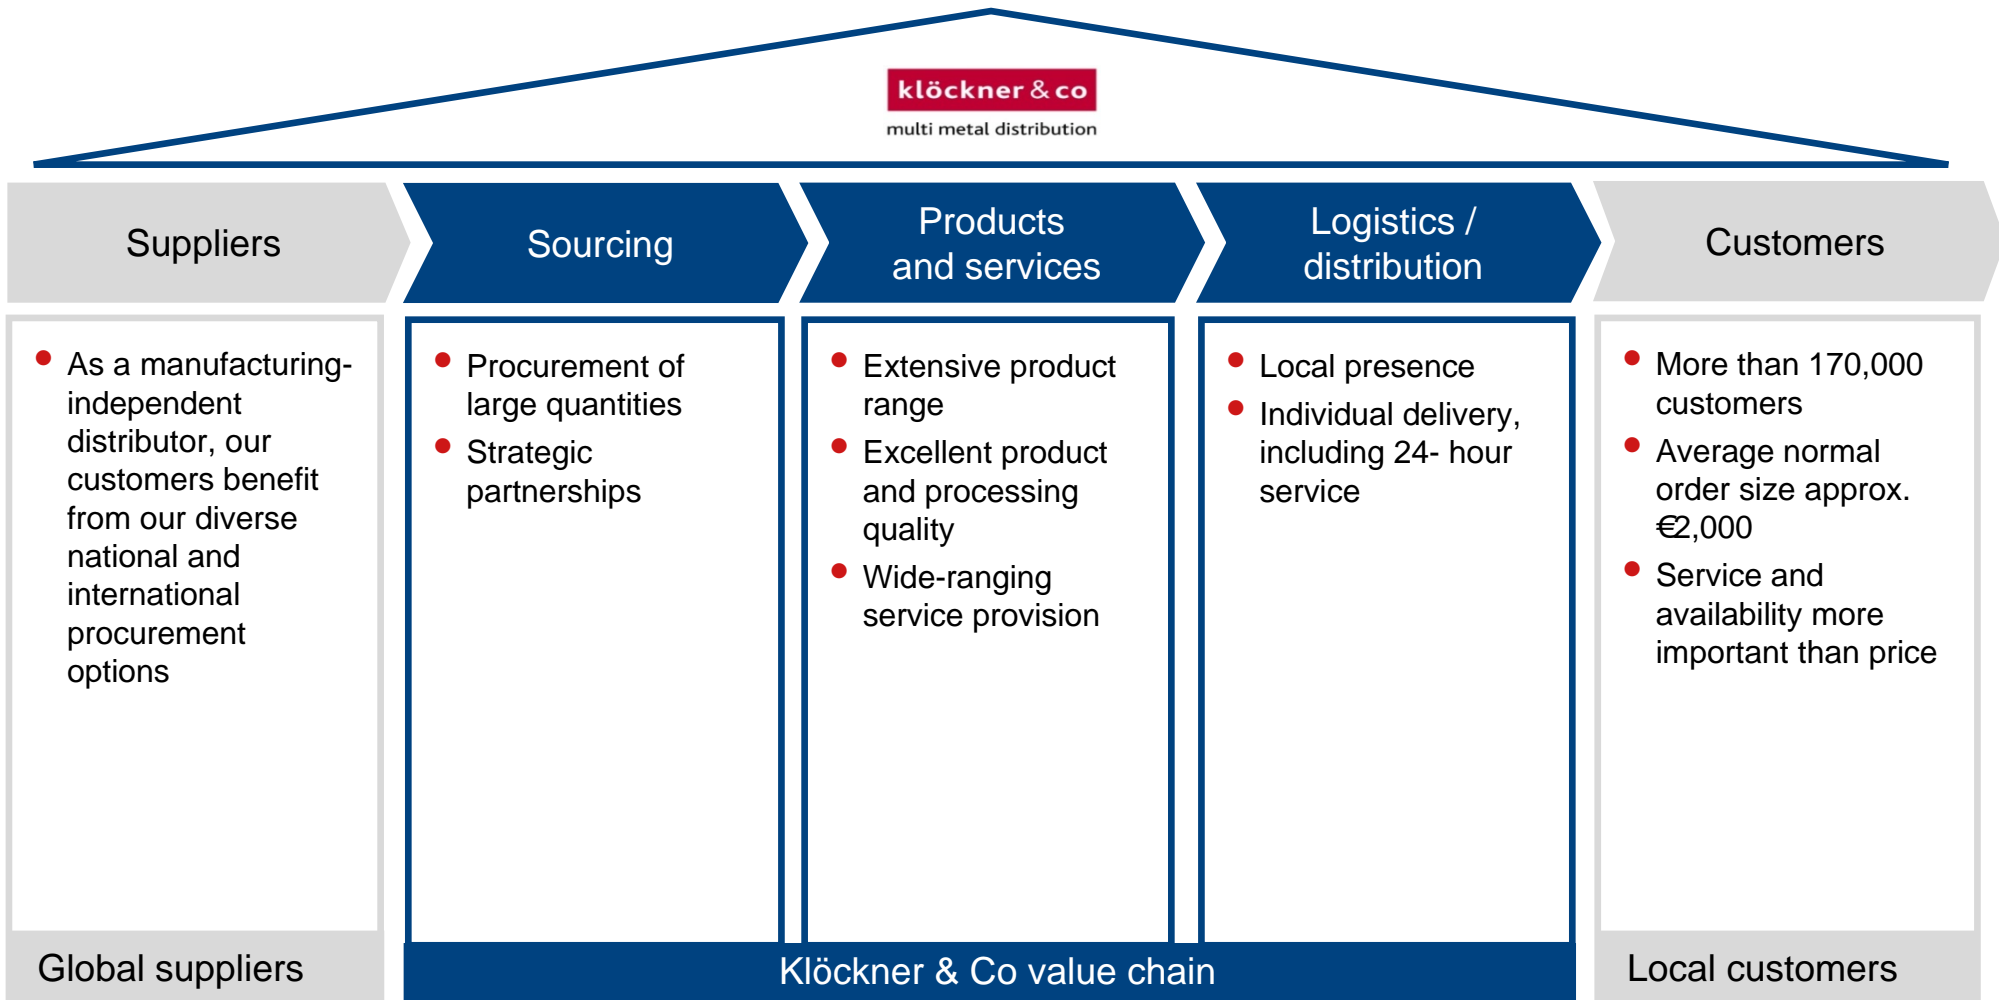 klöckner & co
multi metal distribution
Suppliers
Sourcing
Products
and services
Logistics /
distribution
Customers
• As a manufacturing-
independent
distributor, our
customers benefit
from our diverse
national and
international
procurement
options
• Procurement of
large quantities
• Strategic
partnerships
• Extensive product
range
• Excellent product
and processing
quality
• Wide-ranging
service provision
• Local presence
• Individual delivery,
including 24- hour
service
• More than 170,000
customers
• Average normal
order size approx.
€2,000
• Service and
availability more
important than price
Global suppliers
Klöckner & Co value chain
Local customers